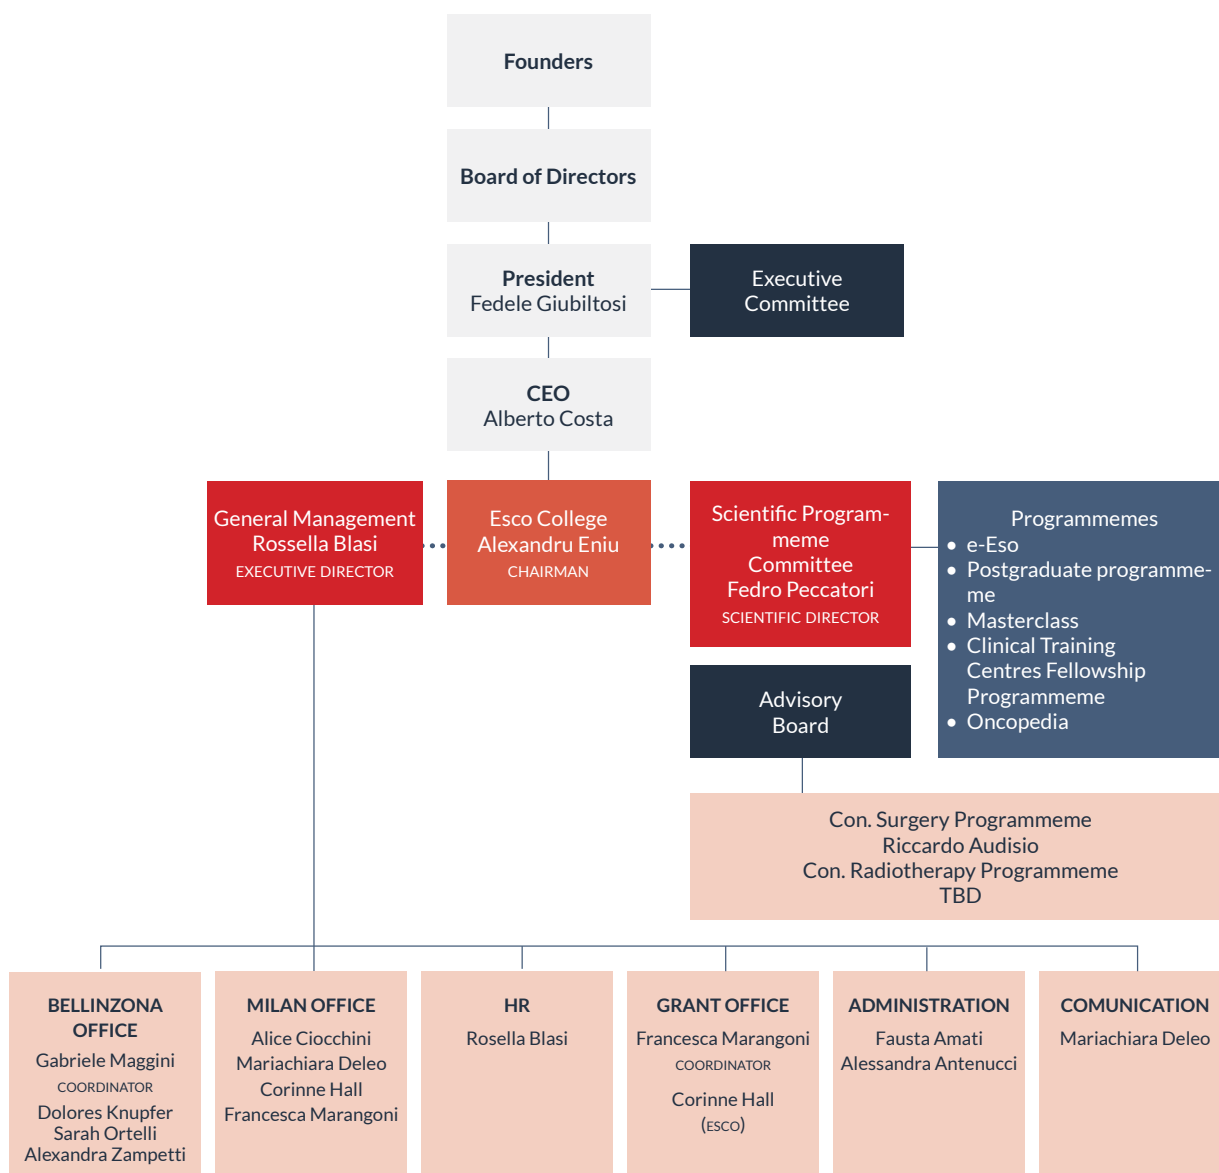 Founders
Board of Directors
President
Fedele Giubiltosi
Executive
Committee
CEO
Alberto Costa
General Management
Rossella Blasi
EXECUTIVE DIRECTOR
Esco College
Alexandru Eniu
CHAIRMAN
Scientific Program-
meme
Committee
Fedro Peccatori
SCIENTIFIC DIRECTOR
Programmemes
• e-Eso
• Postgraduate programme-
me
• Masterclass
• Clinical Training
Centres Fellowship
Programmeme
• Oncopedia
Advisory
Board
Con. Surgery Programmeme
Riccardo Audisio
Con. Radiotherapy Programmeme
TBD
BELLINZONA
OFFICE
Gabriele Maggini
COORDINATOR
Dolores Knupfer
Sarah Ortelli
Alexandra Zampetti
MILAN OFFICE
Alice Ciocchini
Mariachiara Deleo
Corinne Hall
Francesca Marangoni
HR
Rosella Blasi
GRANT OFFICE
Francesca Marangoni
COORDINATOR
Corinne Hall
(ESCO)
ADMINISTRATION
Fausta Amati
Alessandra Antenucci
COMUNICATION
Mariachiara Deleo